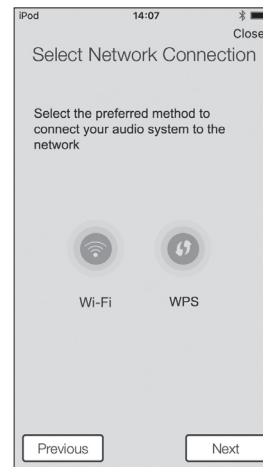 iPod 14:07
Close
Select Network Connection
Select the preferred method to
connect your audio system to the
network
Wi-Fi WPS
Previous Next